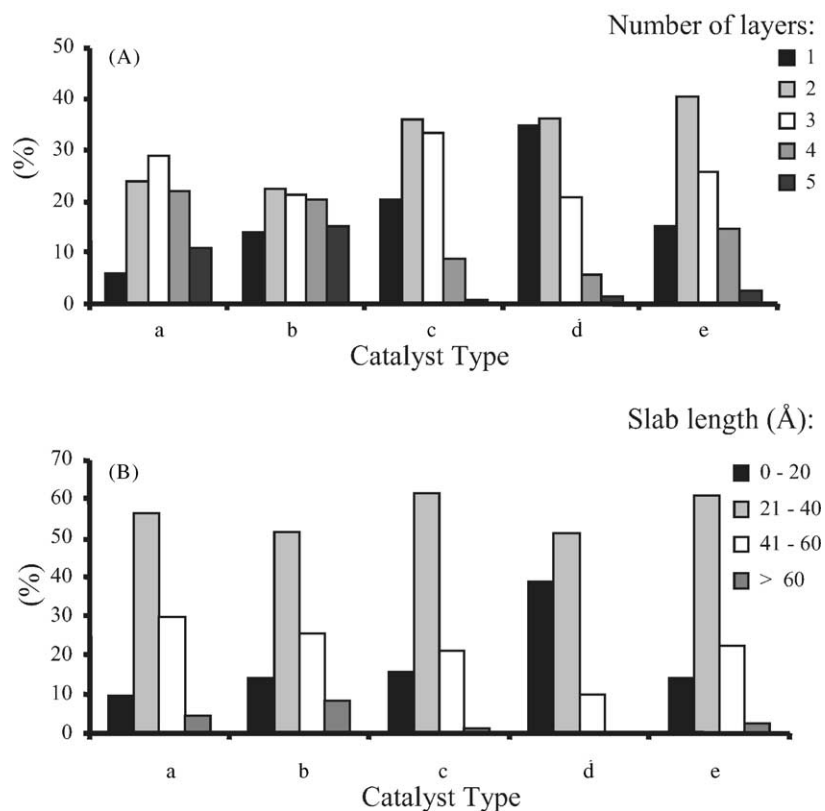 Number of layers:
(A)
1
2
3
4
5
50
40
30
20
10
0
(%)
a b c d e
Catalyst Type
Slab length (Å):
(B)
0 - 20
21 - 40
41 - 60
> 60
70
60
50
40
30
20
10
0
(%)
a b c d e
Catalyst Type